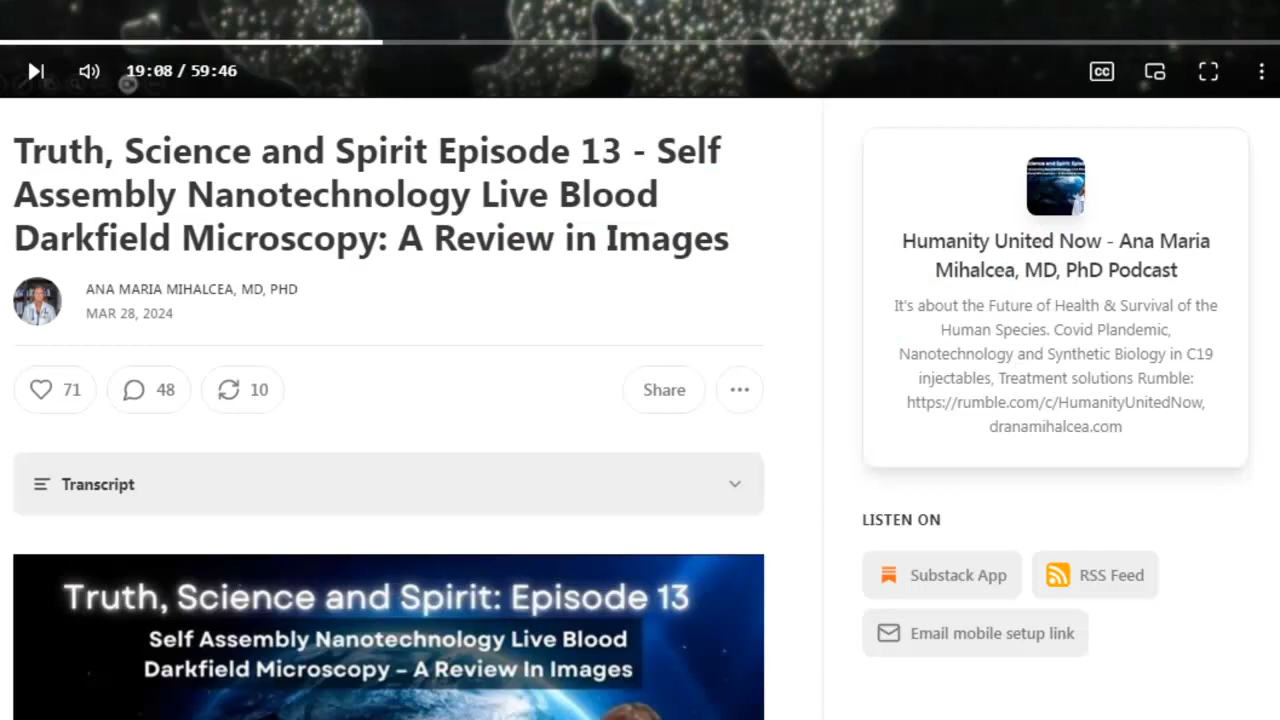 19:08 / 59:46
CC
Truth, Science and Spirit Episode 13 - Self
Assembly Nanotechnology Live Blood
Darkfield Microscopy: A Review in Images
ANA MARIA MIHALCEA, MD, PHD
MAR 28, 2024
71
48
10
Share
Transcript
Truth, Science and Spirit: Episode 13
Self Assembly Nanotechnology Live Blood
Darkfield Microscopy – A Review In Images
Humanity United Now - Ana Maria
Mihalcea, MD, PhD Podcast
It's about the Future of Health & Survival of the
Human Species. Covid Plandemic,
Nanotechnology and Synthetic Biology in C19
injectables, Treatment solutions Rumble:
https://rumble.com/c/HumanityUnitedNow,
dranamihalcea.com
LISTEN ON
Substack App
RSS Feed
Email mobile setup link